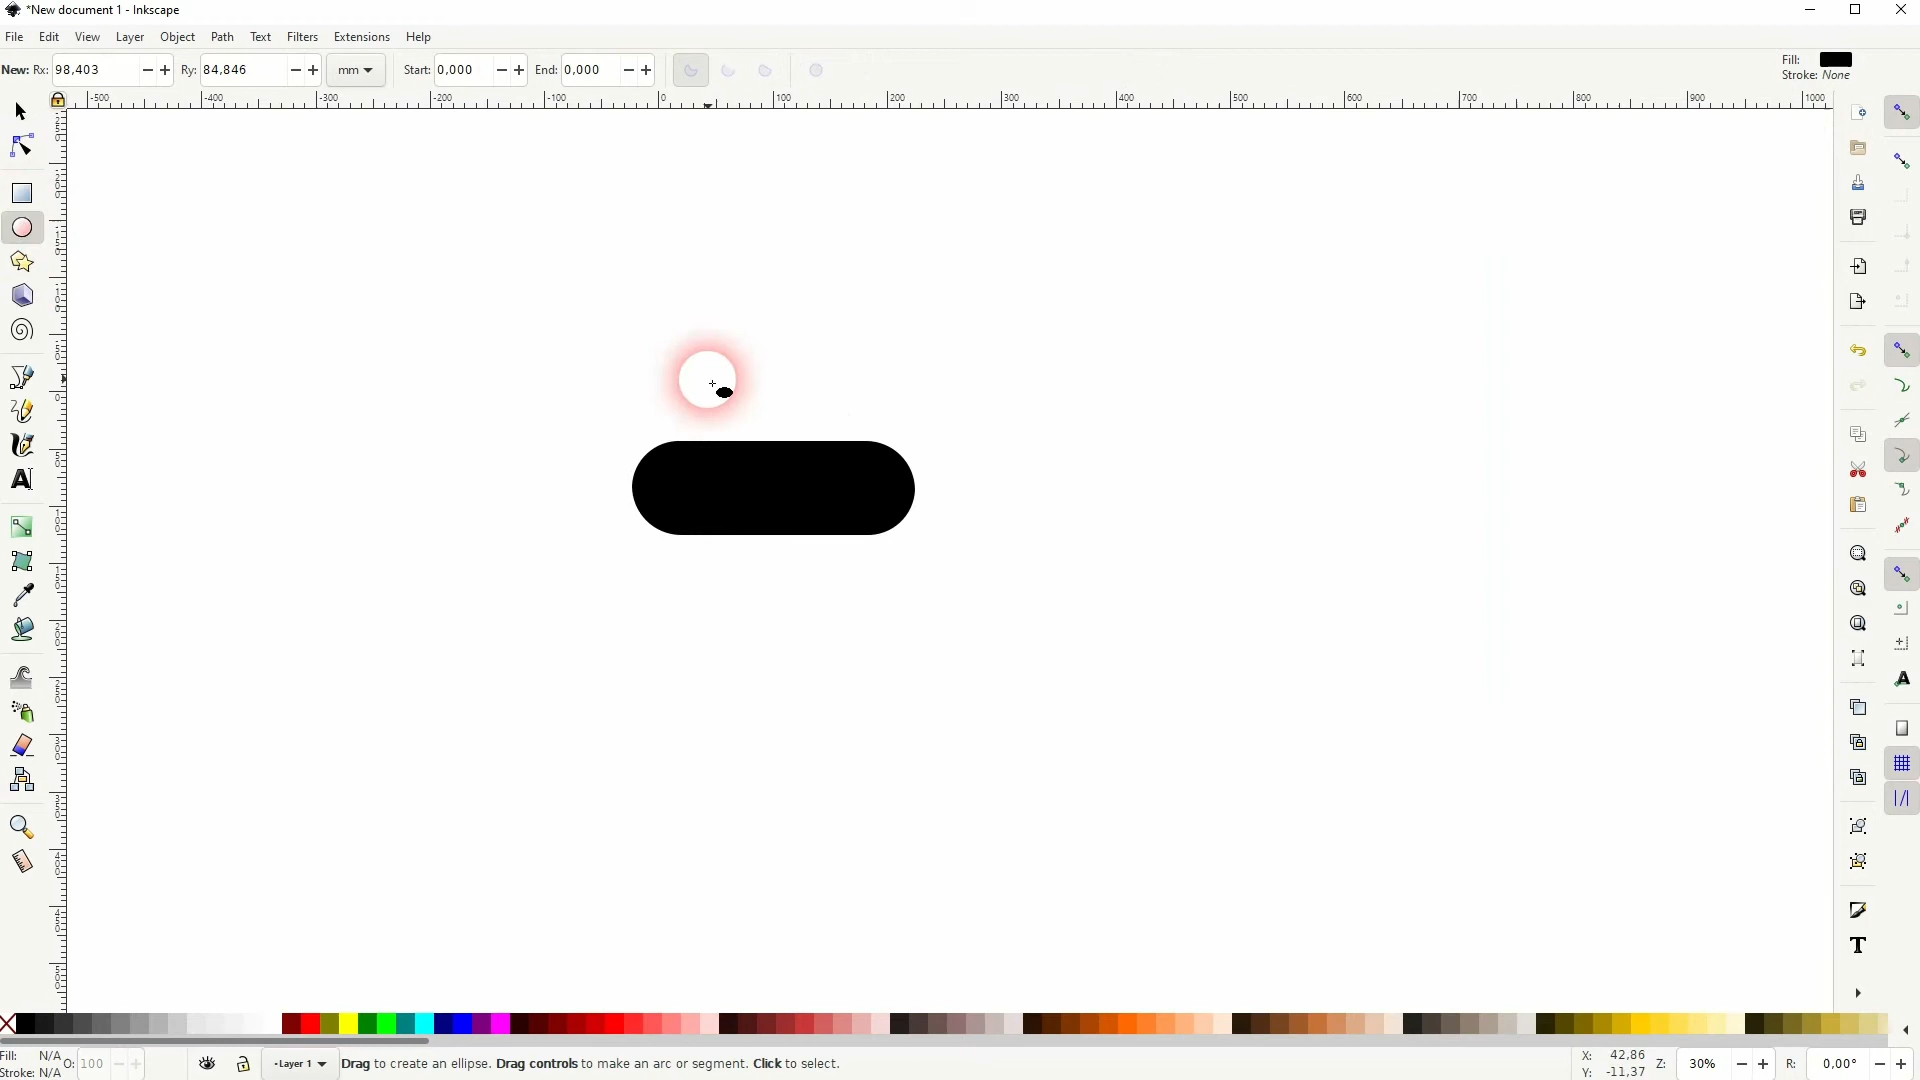 *New document 1 - Inkscape
File Edit View Layer Object Path Text Filters Extensions Help
New: Rx: 98,403 Ry: 84,846 mm Start: 0,000 End: 0,000
Fill:
Stroke: None
-500 -400 -300 -200 -100 0 100 200 300 400 500 600 700 800 900 1000
Fill: N/A
Stroke: N/A
O: 100
-Layer 1
Drag to create an ellipse. Drag controls to make an arc or segment. Click to select.
X: 42,86
Y: -11,37
Z: 30%
R: 0,00°